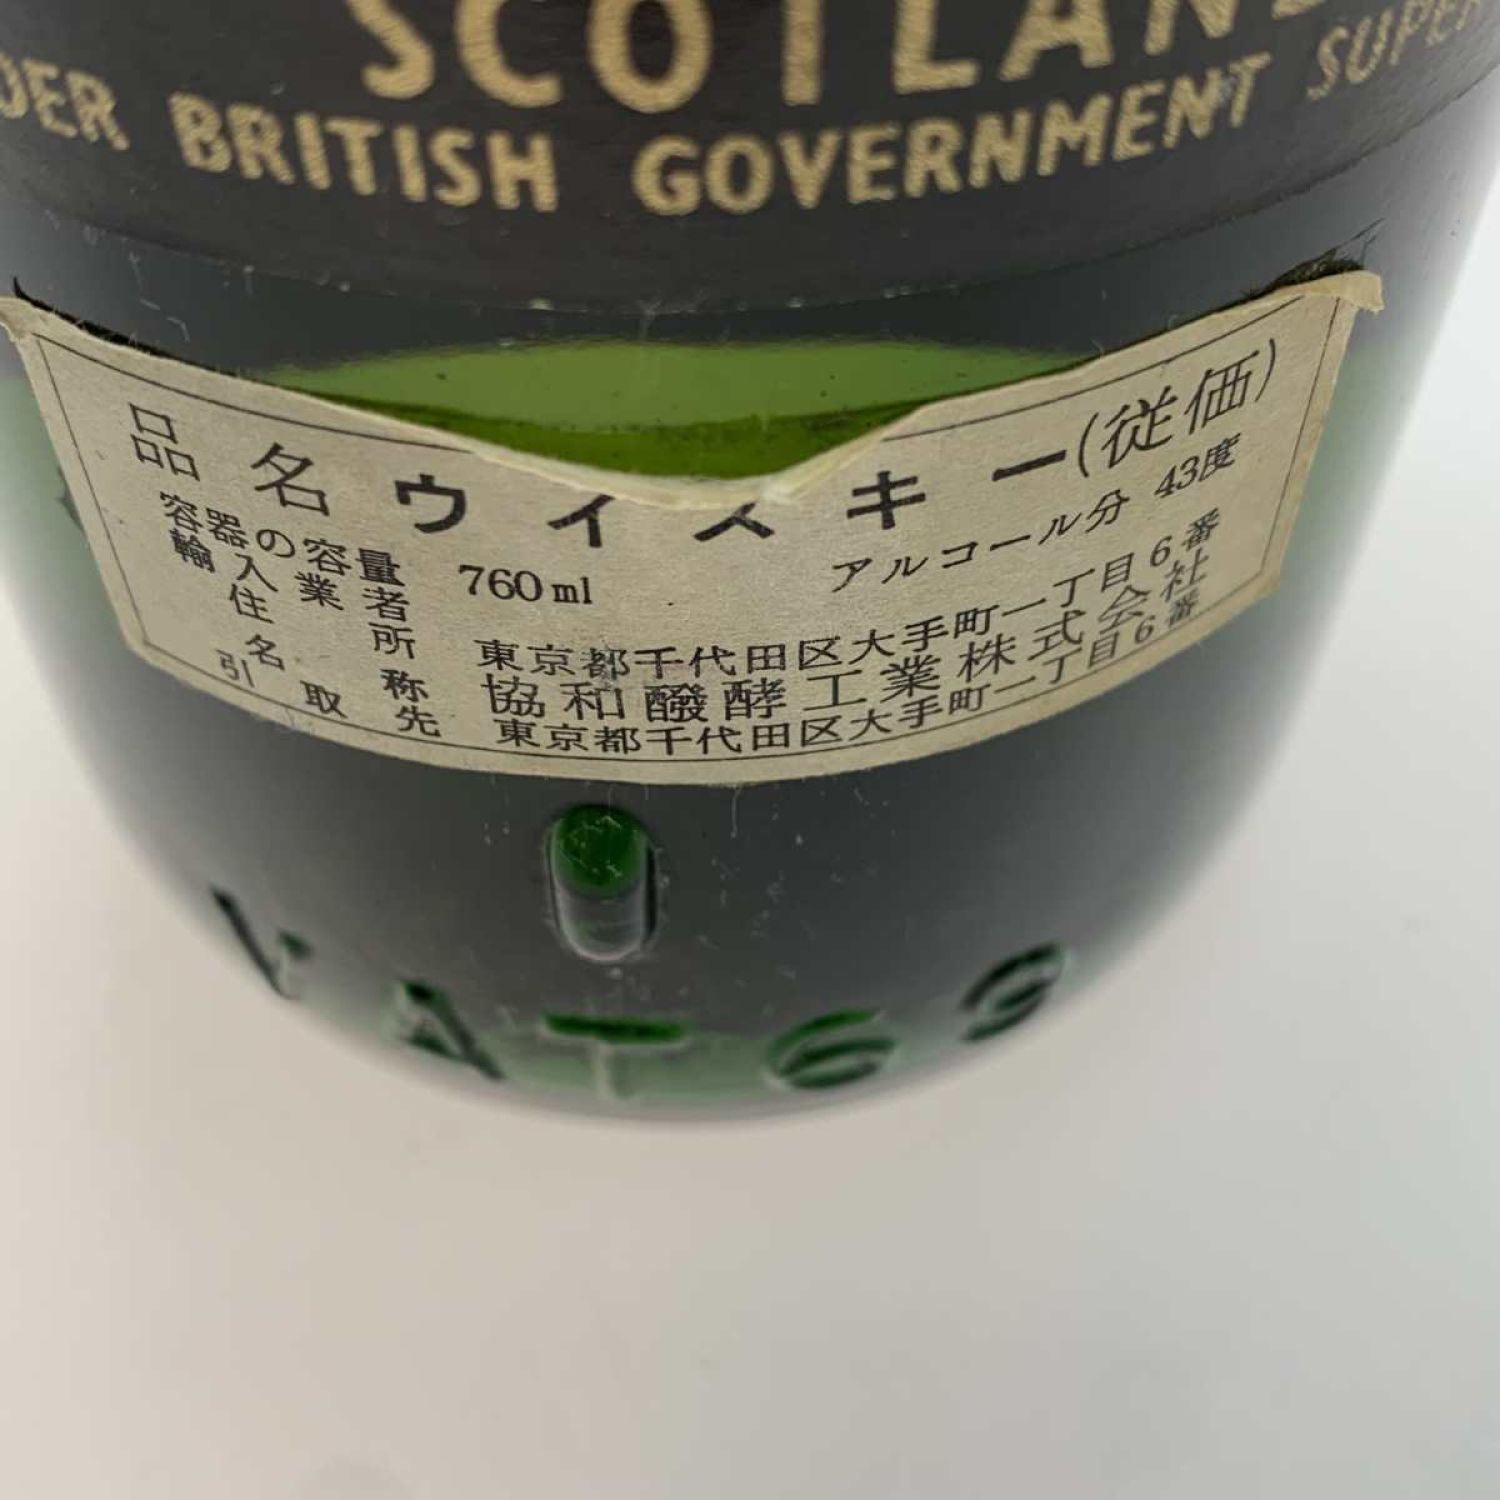 SCOTLAND
DER BRITISH GOVERNMENT SUPER
品名ウイスキー(従価)
容器の容量 760ml アルコール分 43度
輸入業者
住所 東京都千代田区大手町一丁目6番
名称 協和醱酵工業株式会社
引取先 東京都千代田区大手町一丁目6番
VAT 69